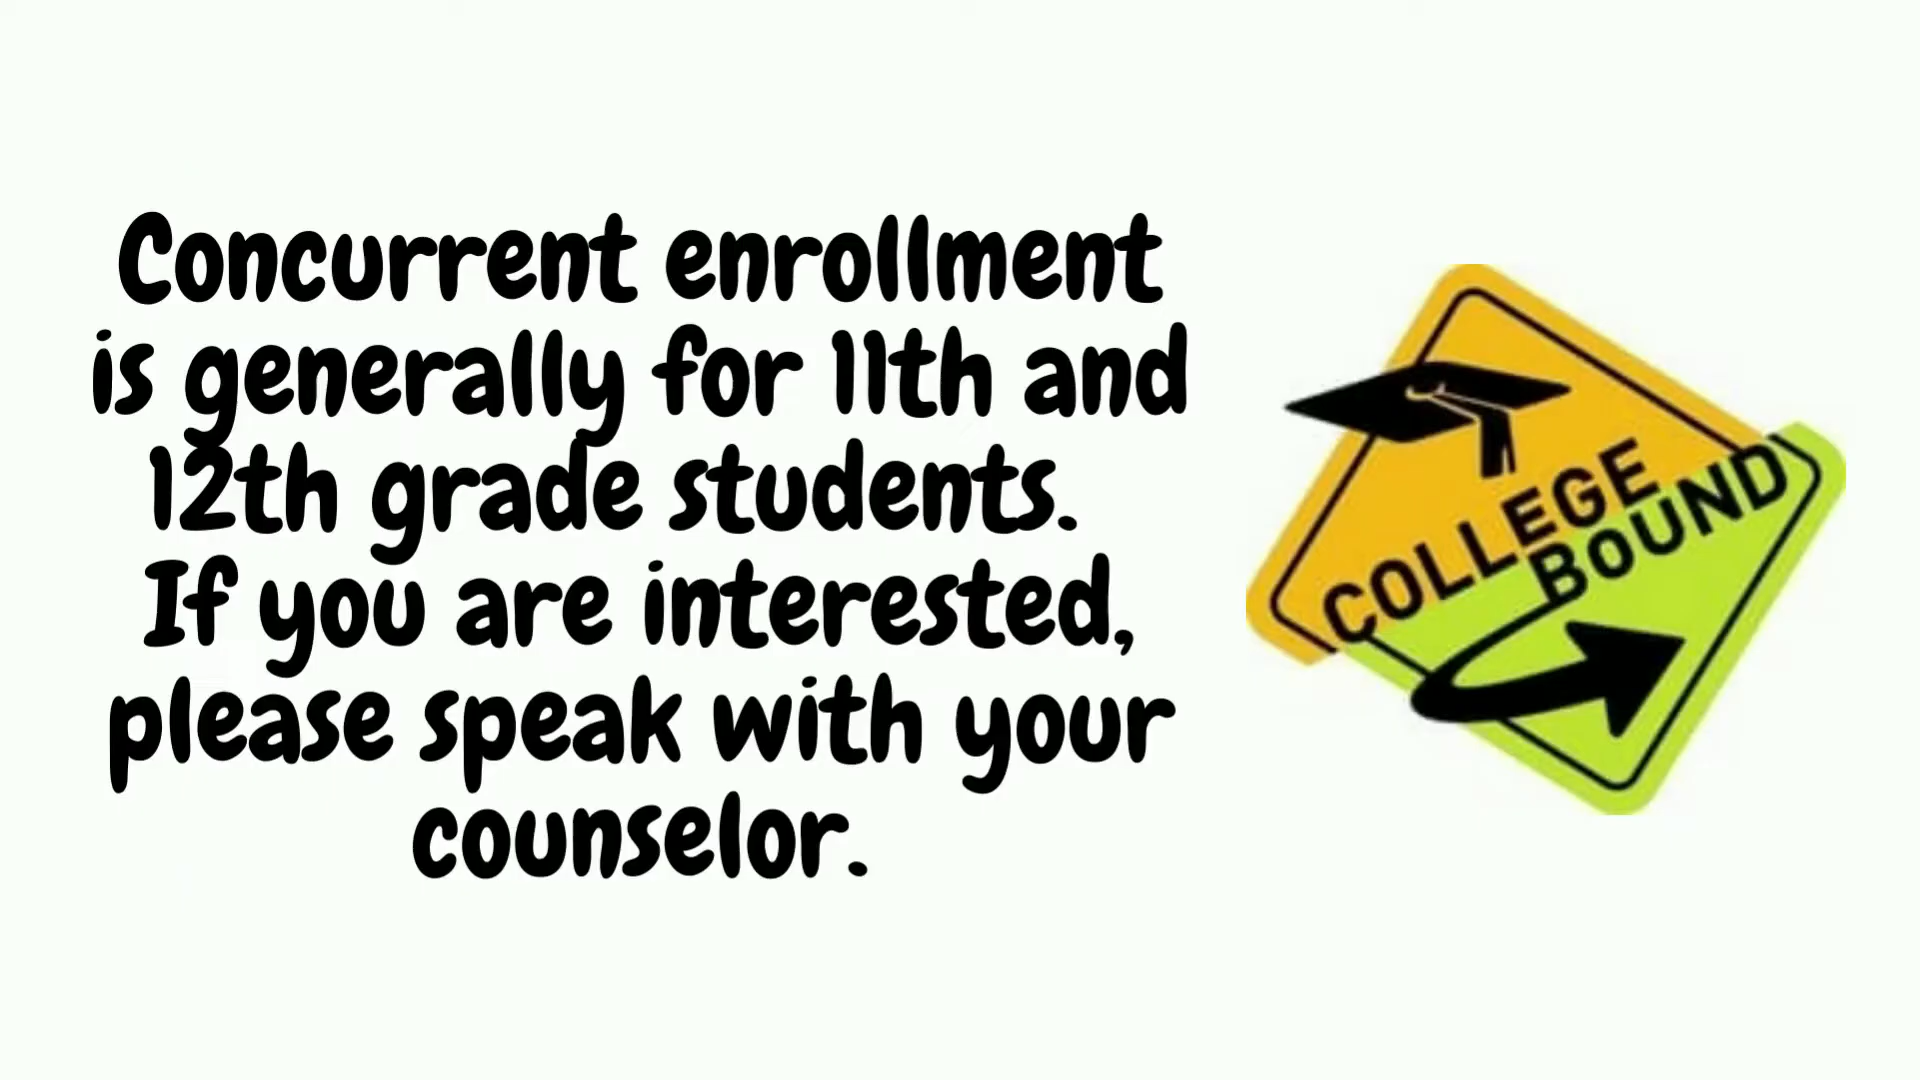 Concurrent enrollment
is generally for 11th and
12th grade students.
If you are interested,
please speak with your
counselor.
COLLEGE
BOUND